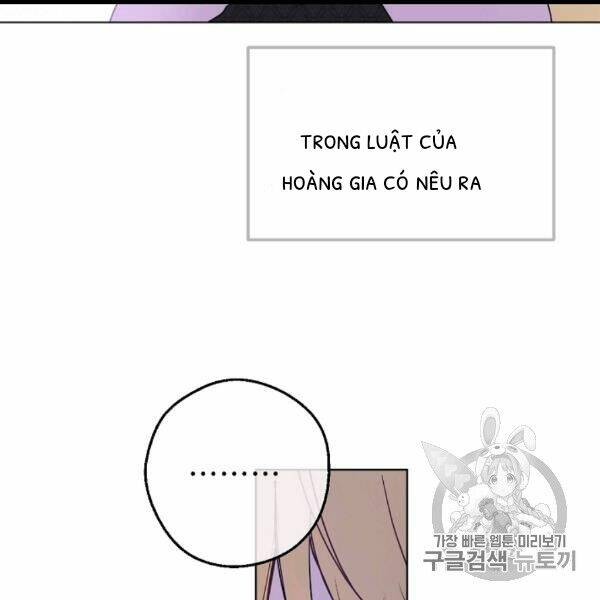 TRONG LUẬT CỦA
HOÀNG GIA CÓ NÊU RA
.........
가장 빠른 웹툰 미리보기
구글검색 뉴토끼